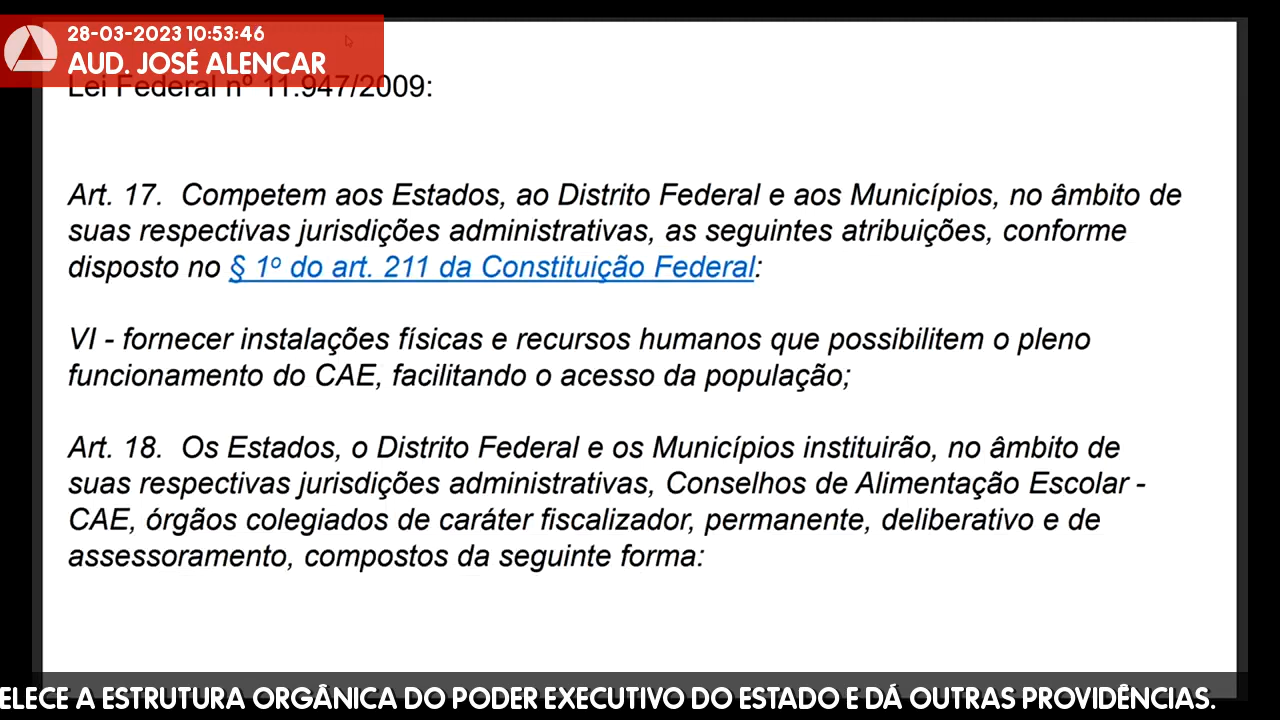 28-03-2023 10:53:46
AUD. JOSÉ ALENCAR
Lei Federal nº 11.947/2009:
Art. 17.  Competem aos Estados, ao Distrito Federal e aos Municípios, no âmbito de
suas respectivas jurisdições administrativas, as seguintes atribuições, conforme
disposto no § 1º do art. 211 da Constituição Federal:
VI - fornecer instalações físicas e recursos humanos que possibilitem o pleno
funcionamento do CAE, facilitando o acesso da população;
Art. 18.  Os Estados, o Distrito Federal e os Municípios instituirão, no âmbito de
suas respectivas jurisdições administrativas, Conselhos de Alimentação Escolar -
CAE, órgãos colegiados de caráter fiscalizador, permanente, deliberativo e de
assessoramento, compostos da seguinte forma:
ELECE A ESTRUTURA ORGÂNICA DO PODER EXECUTIVO DO ESTADO E DÁ OUTRAS PROVIDÊNCIAS.